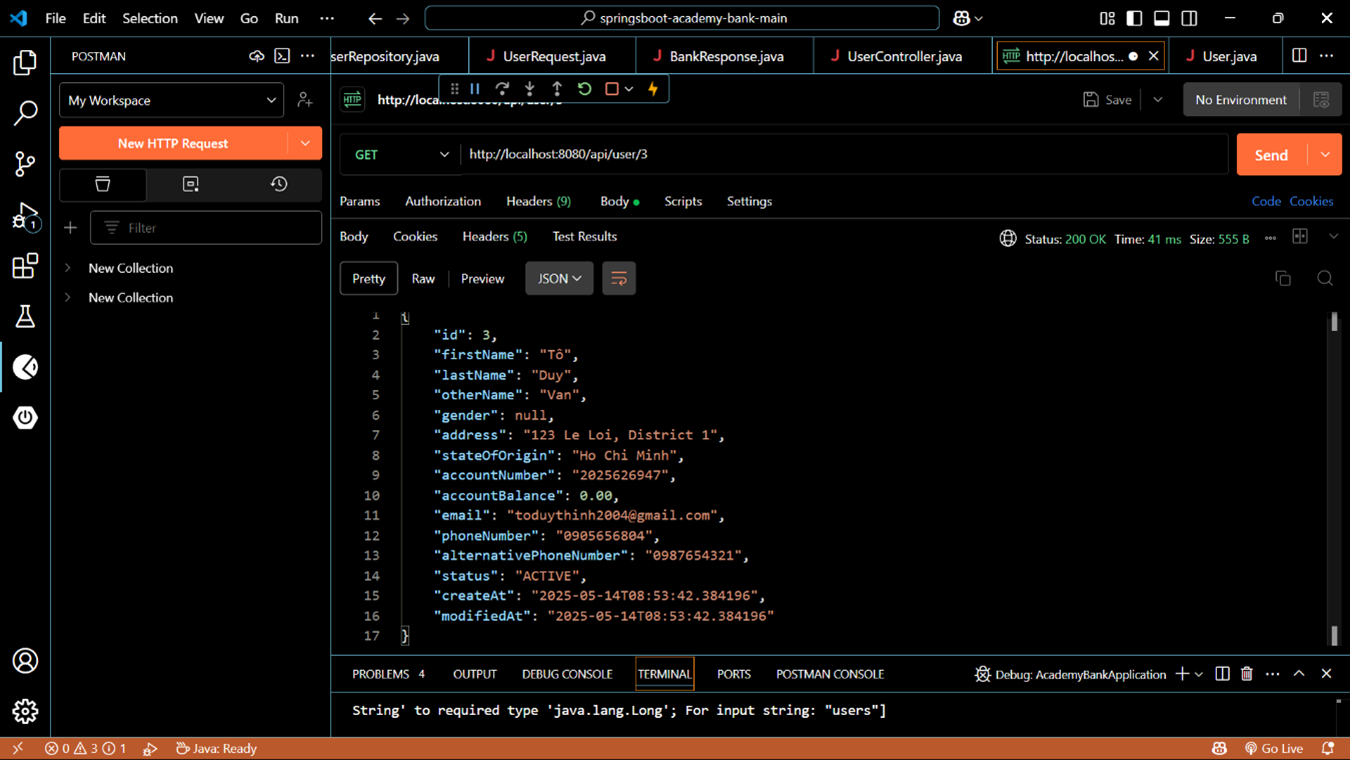 File Edit Selection View Go Run ··· springsboot-academy-bank-main
POSTMAN
serRepository.java UserRequest.java BankResponse.java UserController.java http://localhos... User.java
My Workspace
http://loca
No Environment
Save
New HTTP Request
GET http://localhost:8080/api/user/3 Send
Params Authorization Headers (9) Body Scripts Settings Code Cookies
1
Filter
Body Cookies Headers (5) Test Results Status: 200 OK Time: 41 ms Size: 555 B
New Collection
New Collection
Pretty Raw Preview JSON
1 {
2 "id": 3,
3 "firstName": "Tô",
4 "lastName": "Duy",
5 "otherName": "Van",
6 "gender": null,
7 "address": "123 Le Loi, District 1",
8 "stateOfOrigin": "Ho Chi Minh",
9 "accountNumber": "2025626947",
10 "accountBalance": 0.00,
11 "email": "toduythinh2004@gmail.com",
12 "phoneNumber": "0905656804",
13 "alternativePhoneNumber": "0987654321",
14 "status": "ACTIVE",
15 "createAt": "2025-05-14T08:53:42.384196",
16 "modifiedAt": "2025-05-14T08:53:42.384196"
17 }
PROBLEMS 4 OUTPUT DEBUG CONSOLE TERMINAL PORTS POSTMAN CONSOLE Debug: AcademyBankApplication
String' to required type 'java.lang.Long'; For input string: "users"]
0 3 1 Java: Ready Go Live